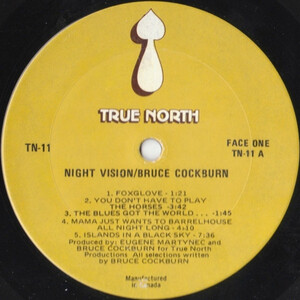 TRUE NORTH
TN-11
FACE ONE
TN-11 A
NIGHT VISION/BRUCE COCKBURN
1. FOXGLOVE - 1:21
2. YOU DON'T HAVE TO PLAY
THE HORSES -3:42
3. THE BLUES GOT THE WORLD . . . -1:45
4. MAMA JUST WANTS TO BARRELHOUSE
ALL NIGHT LONG - 4:10
5. ISLANDS IN A BLACK SKY - 7:35
Produced by: EUGENE MARTYNEC and
BRUCE COCKBURN for True North
Productions All selections written
by BRUCE COCKBURN
Manufactured
Canada